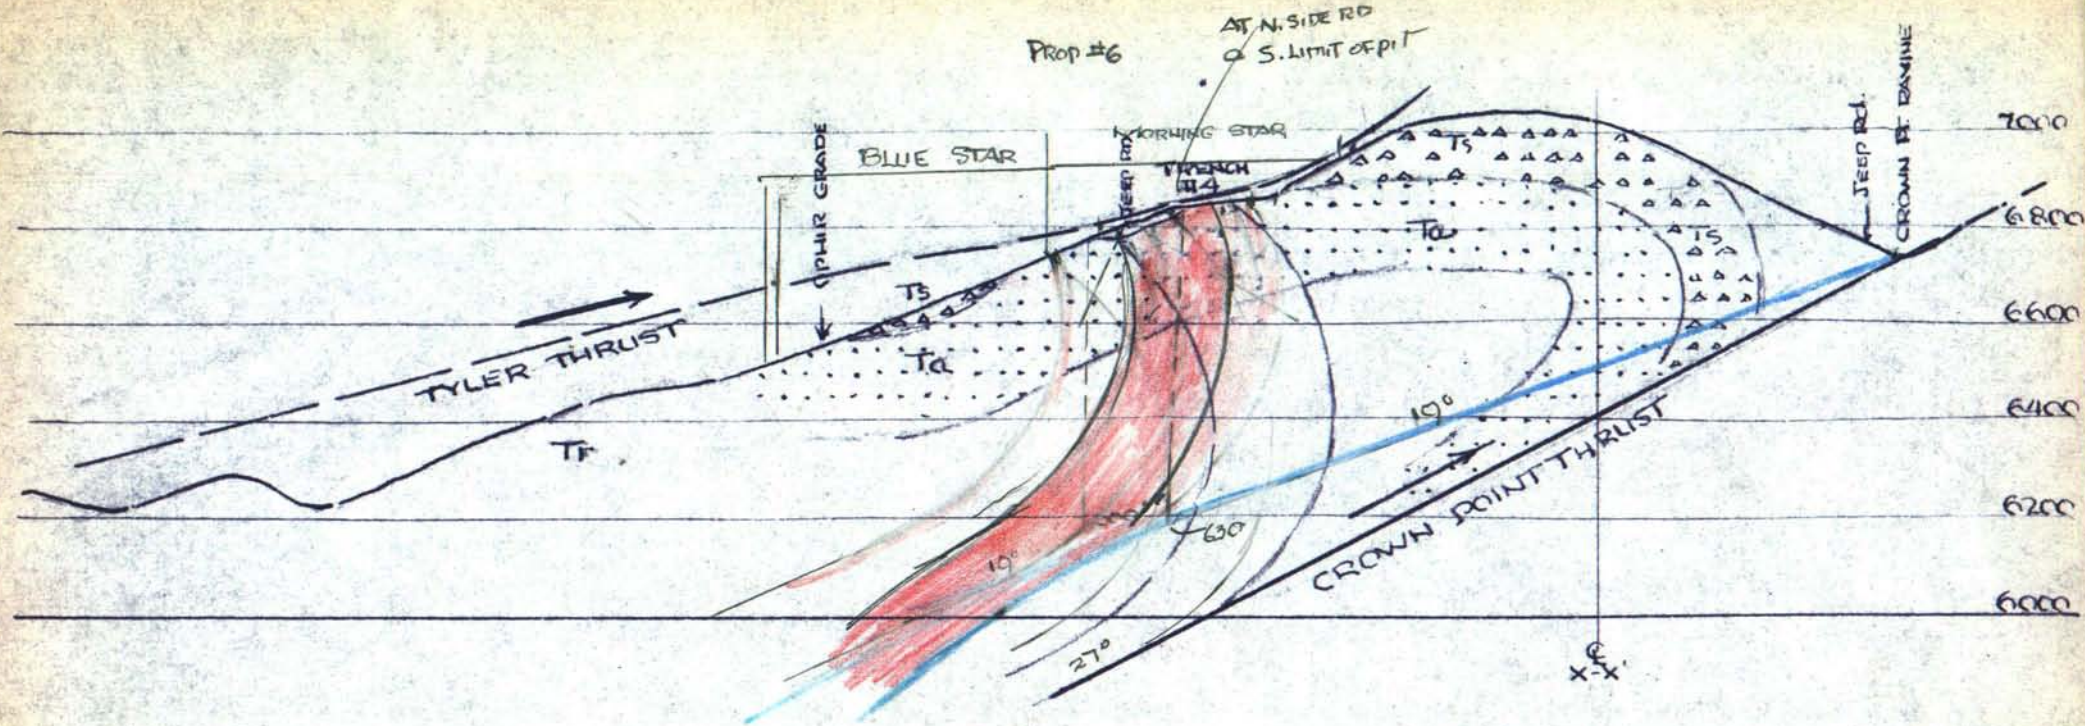 PROP #6
AT N. SIDE RD
S. LIMIT OF PIT
BLUE STAR
MORNING STAR
OPHIR GRADE
JEEP RD
TRENCH
#4
JEEP Rd.
CROWN PT. RAVINE
7000
6800
6600
6400
6200
6000
Ts
Ta
Ts
Ts
Ta
Tr
TYLER THRUST
19°
19°
630
27°
CROWN POINT THRUST
℄
X-X'